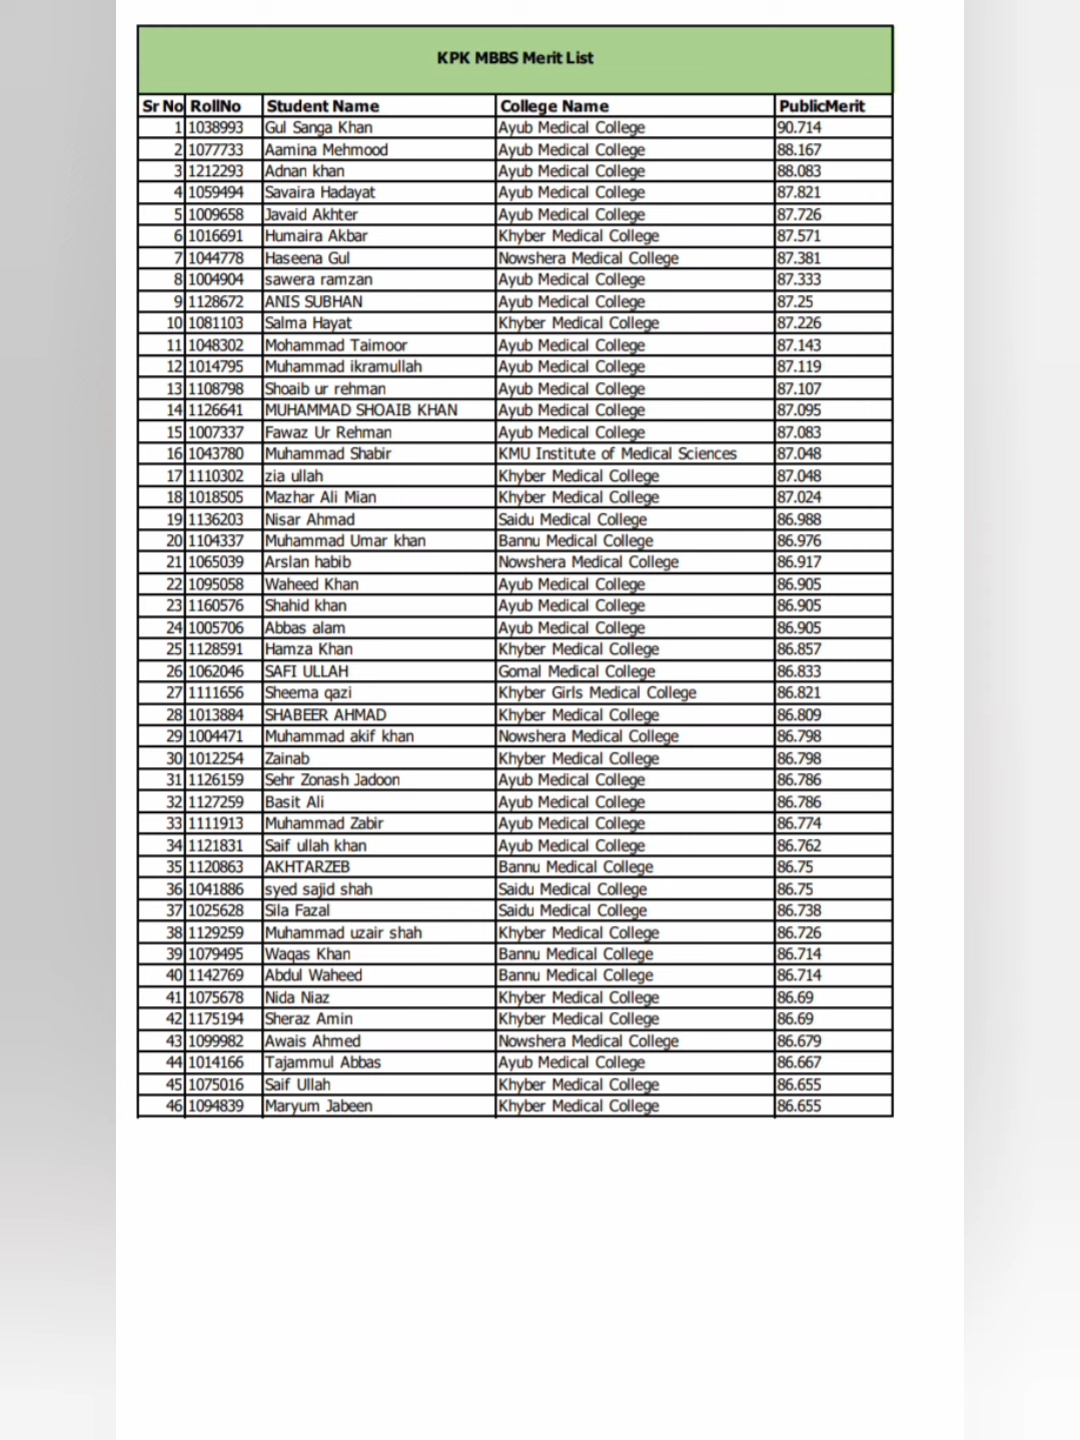 KPK MBBS Merit List
Sr No RollNo Student Name College Name PublicMerit
1 1038993 Gul Sanga Khan Ayub Medical College 90.714
2 1077733 Aamina Mehmood Ayub Medical College 88.167
3 1212293 Adnan khan Ayub Medical College 88.083
4 1059494 Savaira Hadayat Ayub Medical College 87.821
5 1009658 Javaid Akhter Ayub Medical College 87.726
6 1016691 Humaira Akbar Khyber Medical College 87.571
7 1044778 Haseena Gul Nowshera Medical College 87.381
8 1004904 sawera ramzan Ayub Medical College 87.333
9 1128672 ANIS SUBHAN Ayub Medical College 87.25
10 1081103 Salma Hayat Khyber Medical College 87.226
11 1048302 Mohammad Taimoor Ayub Medical College 87.143
12 1014795 Muhammad ikramullah Ayub Medical College 87.119
13 1108798 Shoaib ur rehman Ayub Medical College 87.107
14 1126641 MUHAMMAD SHOAIB KHAN Ayub Medical College 87.095
15 1007337 Fawaz Ur Rehman Ayub Medical College 87.083
16 1043780 Muhammad Shabir KMU Institute of Medical Sciences 87.048
17 1110302 zia ullah Khyber Medical College 87.048
18 1018505 Mazhar Ali Mian Khyber Medical College 87.024
19 1136203 Nisar Ahmad Saidu Medical College 86.988
20 1104337 Muhammad Umar khan Bannu Medical College 86.976
21 1065039 Arslan habib Nowshera Medical College 86.917
22 1095058 Waheed Khan Ayub Medical College 86.905
23 1160576 Shahid khan Ayub Medical College 86.905
24 1005706 Abbas alam Ayub Medical College 86.905
25 1128591 Hamza Khan Khyber Medical College 86.857
26 1062046 SAFI ULLAH Gomal Medical College 86.833
27 1111656 Sheema qazi Khyber Girls Medical College 86.821
28 1013884 SHABEER AHMAD Khyber Medical College 86.809
29 1004471 Muhammad akif khan Nowshera Medical College 86.798
30 1012254 Zainab Khyber Medical College 86.798
31 1126159 Sehr Zonash Jadoon Ayub Medical College 86.786
32 1127259 Basit Ali Ayub Medical College 86.786
33 1111913 Muhammad Zabir Ayub Medical College 86.774
34 1121831 Saif ullah khan Ayub Medical College 86.762
35 1120863 AKHTARZEB Bannu Medical College 86.75
36 1041886 syed sajid shah Saidu Medical College 86.75
37 1025628 Sila Fazal Saidu Medical College 86.738
38 1129259 Muhammad uzair shah Khyber Medical College 86.726
39 1079495 Waqas Khan Bannu Medical College 86.714
40 1142769 Abdul Waheed Bannu Medical College 86.714
41 1075678 Nida Niaz Khyber Medical College 86.69
42 1175194 Sheraz Amin Khyber Medical College 86.69
43 1099982 Awais Ahmed Nowshera Medical College 86.679
44 1014166 Tajammul Abbas Ayub Medical College 86.667
45 1075016 Saif Ullah Khyber Medical College 86.655
46 1094839 Maryum Jabeen Khyber Medical College 86.655